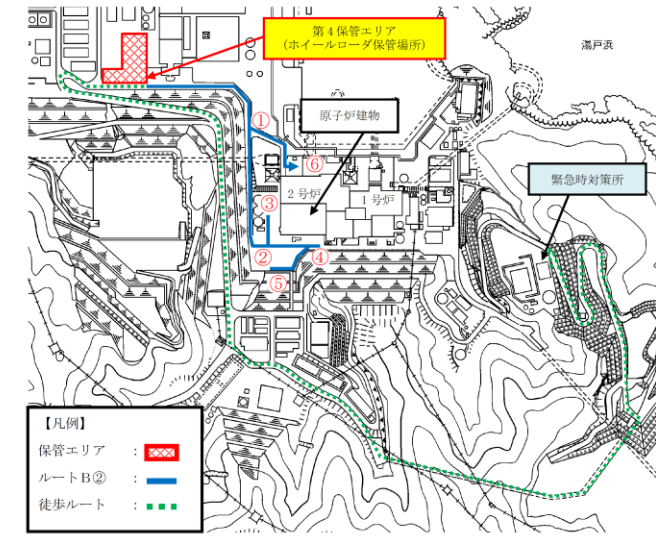 第４保管エリア
(ホイールローダ保管場所)
湯戸浜
①
原子炉建物
⑥
緊急時対策所
２号炉
１号炉
③
②
④
⑤
【凡例】
保管エリア ：
ルートＢ② ：
徒歩ルート ：